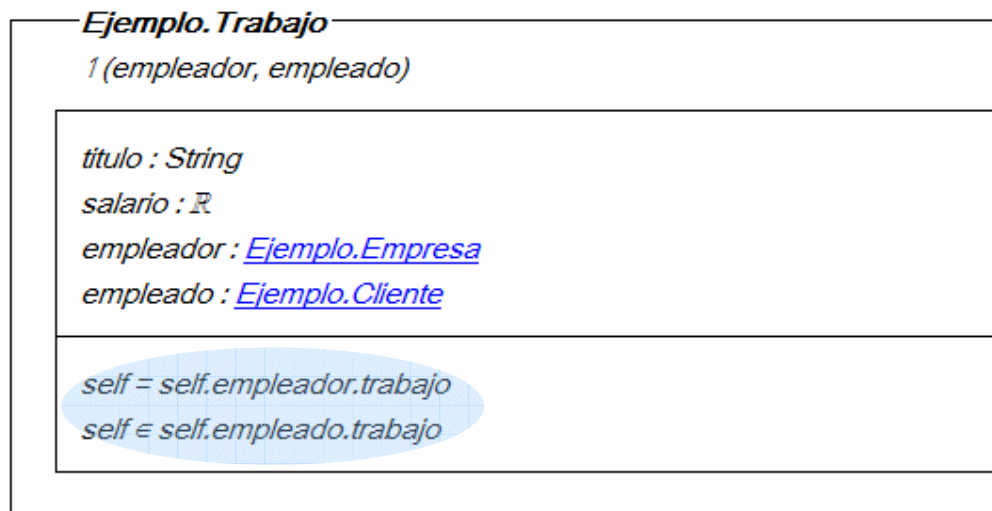 Ejemplo.Trabajo
1(empleador, empleado)
titulo : String
salario : ℝ
empleador : Ejemplo.Empresa
empleado : Ejemplo.Cliente
self = self.empleador.trabajo
self ∈ self.empleado.trabajo